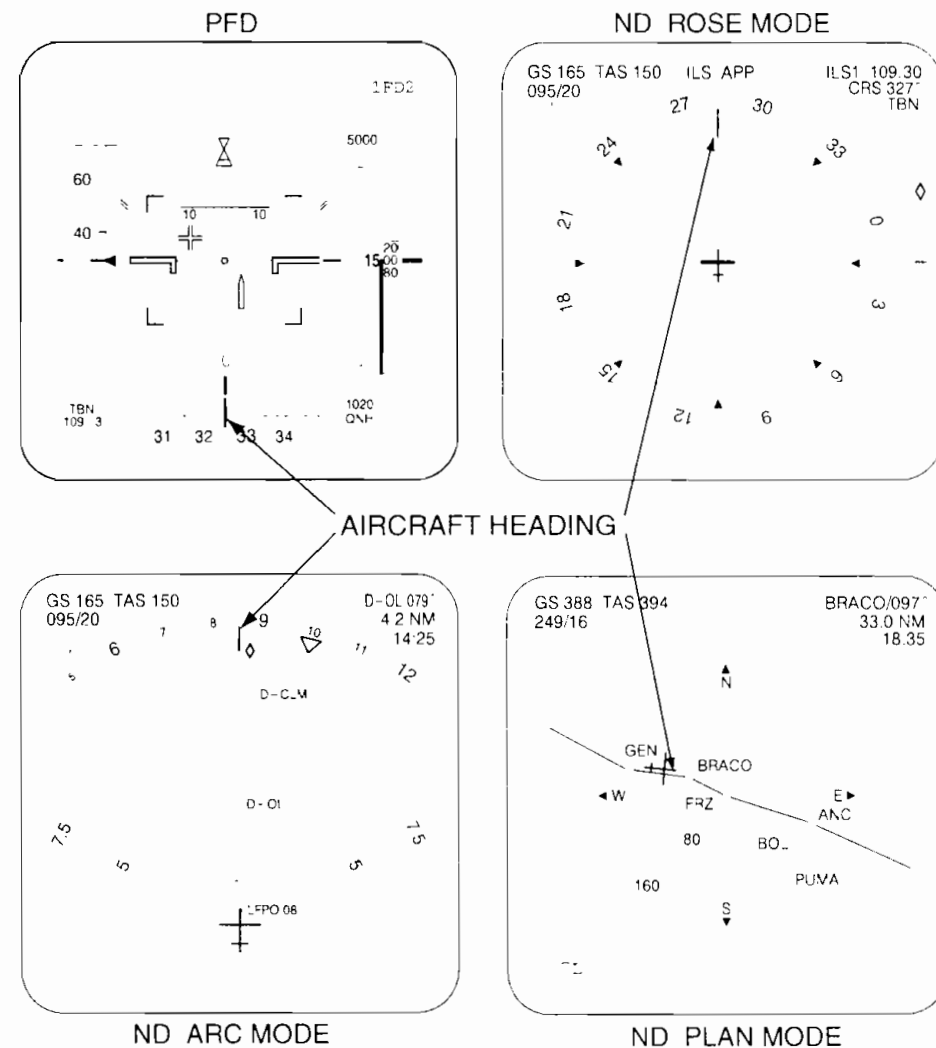 PFD
1FD2
5000
60
10 10
40
20
1500
80
TBN
1020
QNH
31 32 33 34
ND ROSE MODE
GS 165 TAS 150 ILS APP ILS1 109.30
095/20 CRS 327°
TBN
27 30
24 33
21 0
18 3
15 6
12 9
AIRCRAFT HEADING
GS 165 TAS 150
095/20 4.2 NM
14:25
5 6 7 8 9 10 11 12
7.5 7.5
5 5
LFPO 08
ND ARC MODE
GS 388 TAS 394 BRACO/097°
249/16 33.0 NM
18.35
N
GEN BRACO
W FRZ E
ANC
80
PUMA
160
S
ND PLAN MODE